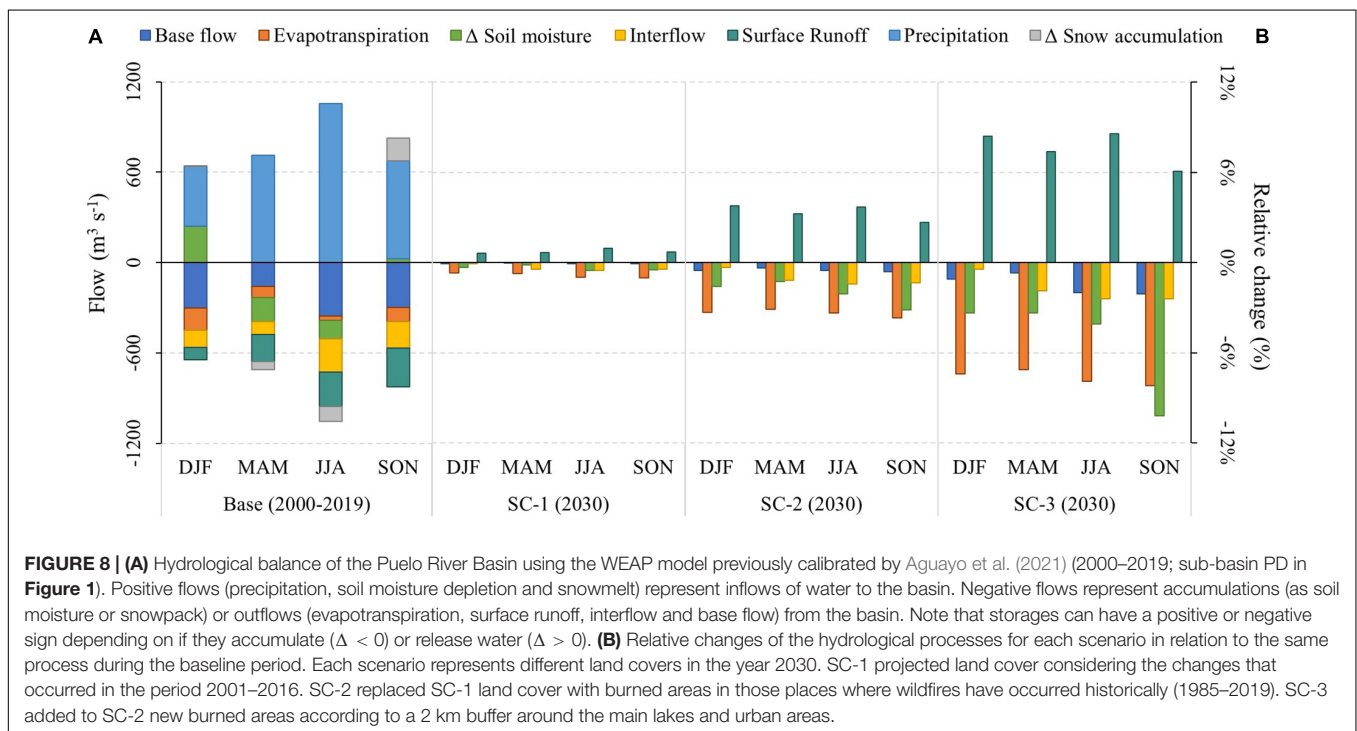 A Base flow Evapotranspiration Δ Soil moisture Interflow Surface Runoff Precipitation Δ Snow accumulation B
1200
600
0
-600
-1200
Flow (m³ s⁻¹)
12%
6%
0%
-6%
-12%
Relative change (%)
DJF MAM JJA SON DJF MAM JJA SON DJF MAM JJA SON DJF MAM JJA SON
Base (2000-2019) SC-1 (2030) SC-2 (2030) SC-3 (2030)
FIGURE 8 | (A) Hydrological balance of the Puelo River Basin using the WEAP model previously calibrated by Aguayo et al. (2021) (2000–2019; sub-basin PD in
Figure 1). Positive flows (precipitation, soil moisture depletion and snowmelt) represent inflows of water to the basin. Negative flows represent accumulations (as soil
moisture or snowpack) or outflows (evapotranspiration, surface runoff, interflow and base flow) from the basin. Note that storages can have a positive or negative
sign depending on if they accumulate (Δ < 0) or release water (Δ > 0). (B) Relative changes of the hydrological processes for each scenario in relation to the same
process during the baseline period. Each scenario represents different land covers in the year 2030. SC-1 projected land cover considering the changes that
occurred in the period 2001–2016. SC-2 replaced SC-1 land cover with burned areas in those places where wildfires have occurred historically (1985–2019). SC-3
added to SC-2 new burned areas according to a 2 km buffer around the main lakes and urban areas.